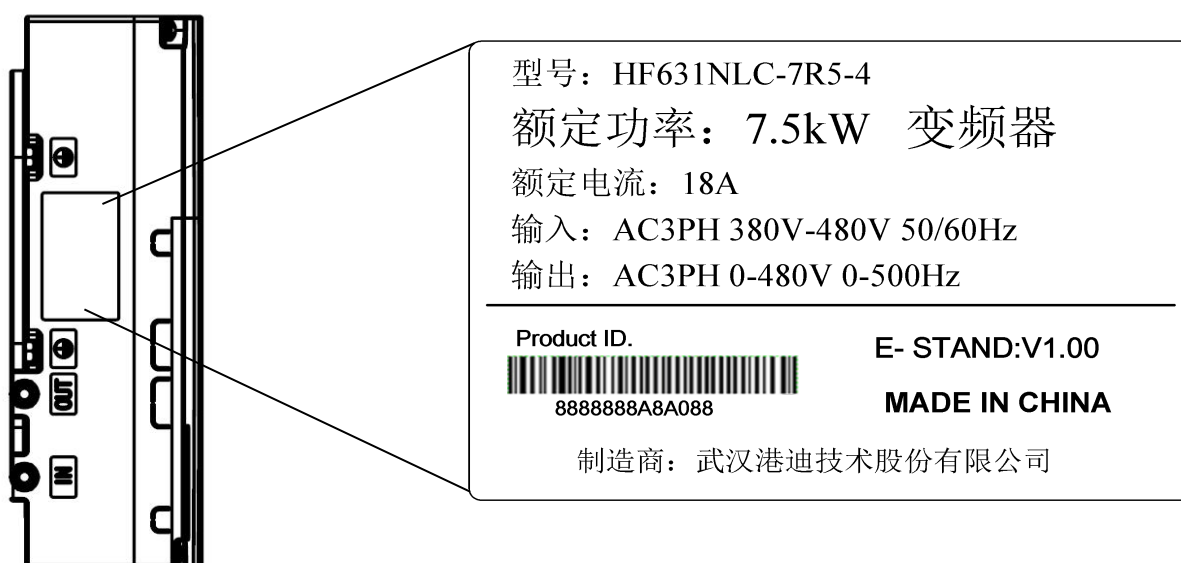 型号：HF631NLC-7R5-4
额定功率：7.5kW 变频器
额定电流：18A
输入：AC3PH 380V-480V 50/60Hz
输出：AC3PH 0-480V 0-500Hz
Product ID.
E- STAND:V1.00
8888888A8A088
MADE IN CHINA
制造商：武汉港迪技术股份有限公司
OUT
IN